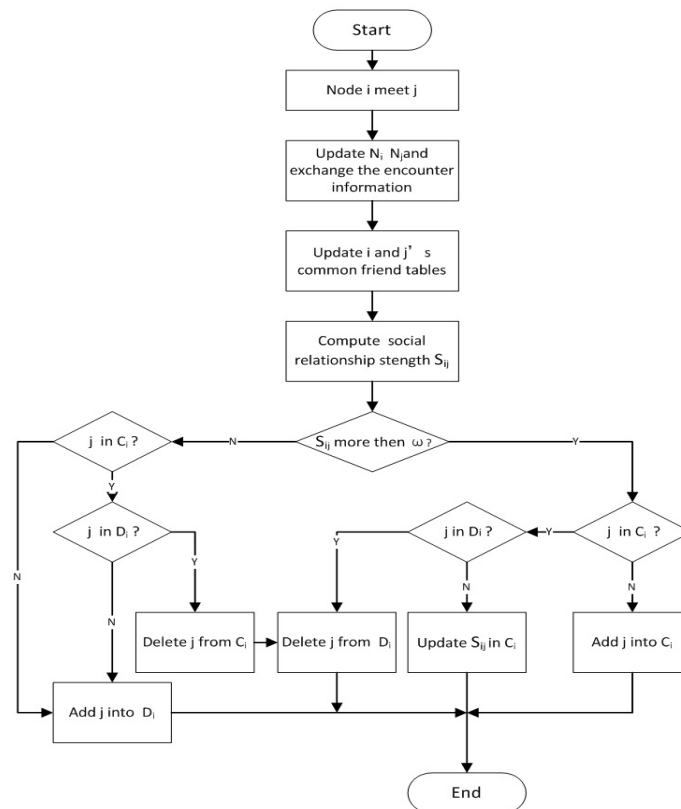 Start
Node i meet j
Update Nᵢ Nⱼand
exchange the encounter
information
Update i and j’ s
common friend tables
Compute social
relationship stength Sᵢⱼ
j in Cᵢ ?
N
Sᵢⱼ more then ω?
Y
Y
j in Dᵢ ?
Y
j in Di ?
Y
j in Cᵢ ?
Y
N
N
N
N
Delete j from Cᵢ
Delete j from Dᵢ
Update Sᵢⱼ in Cᵢ
Add j into Cᵢ
Add j into Dᵢ
End